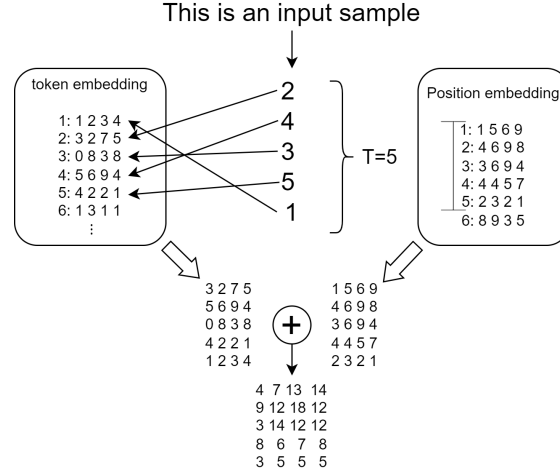 This is an input sample
token embedding
1: 1 2 3 4
2: 3 2 7 5
3: 0 8 3 8
4: 5 6 9 4
5: 4 2 2 1
6: 1 3 1 1
⋮
2
4
3
5
1
T=5
Position embedding
1: 1 5 6 9
2: 4 6 9 8
3: 3 6 9 4
4: 4 4 5 7
5: 2 3 2 1
6: 8 9 3 5
3 2 7 5
5 6 9 4
0 8 3 8
4 2 2 1
1 2 3 4
+
1 5 6 9
4 6 9 8
3 6 9 4
4 4 5 7
2 3 2 1
4 7 13 14
9 12 18 12
3 14 12 12
8 6 7 8
3 5 5 5